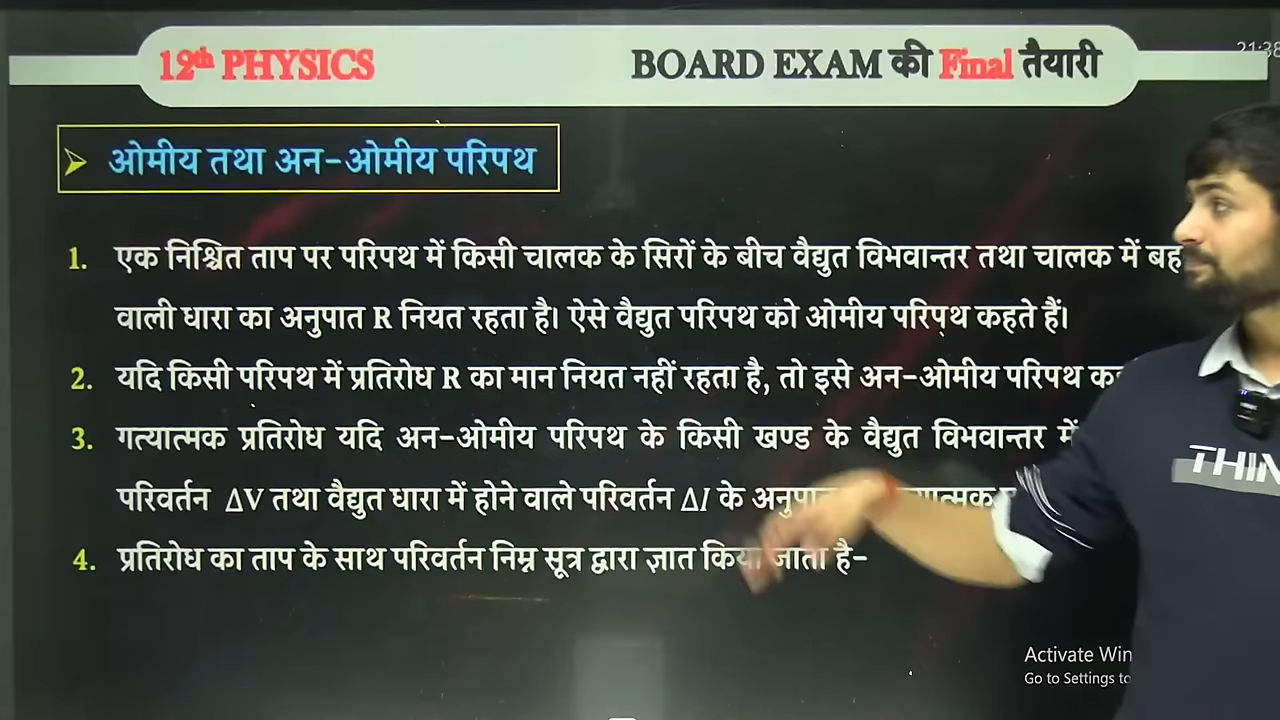 12th PHYSICS
BOARD EXAM की Final तैयारी
21:38
ओमीय तथा अन-ओमीय परिपथ
1. एक निश्चित ताप पर परिपथ में किसी चालक के सिरों के बीच वैद्युत विभवान्तर तथा चालक में बह
वाली धारा का अनुपात R नियत रहता है। ऐसे वैद्युत परिपथ को ओमीय परिपथ कहते हैं।
2. यदि किसी परिपथ में प्रतिरोध R का मान नियत नहीं रहता है, तो इसे अन-ओमीय परिपथ
3. गत्यात्मक प्रतिरोध यदि अन-ओमीय परिपथ के किसी खण्ड के वैद्युत विभवान्तर में
परिवर्तन ΔV तथा वैद्युत धारा में होने वाले परिवर्तन ΔI के
4. प्रतिरोध का ताप के साथ परिवर्तन निम्न सूत्र द्वारा ज्ञात किया जाता है-
THIN
Activate Win
Go to Settings to